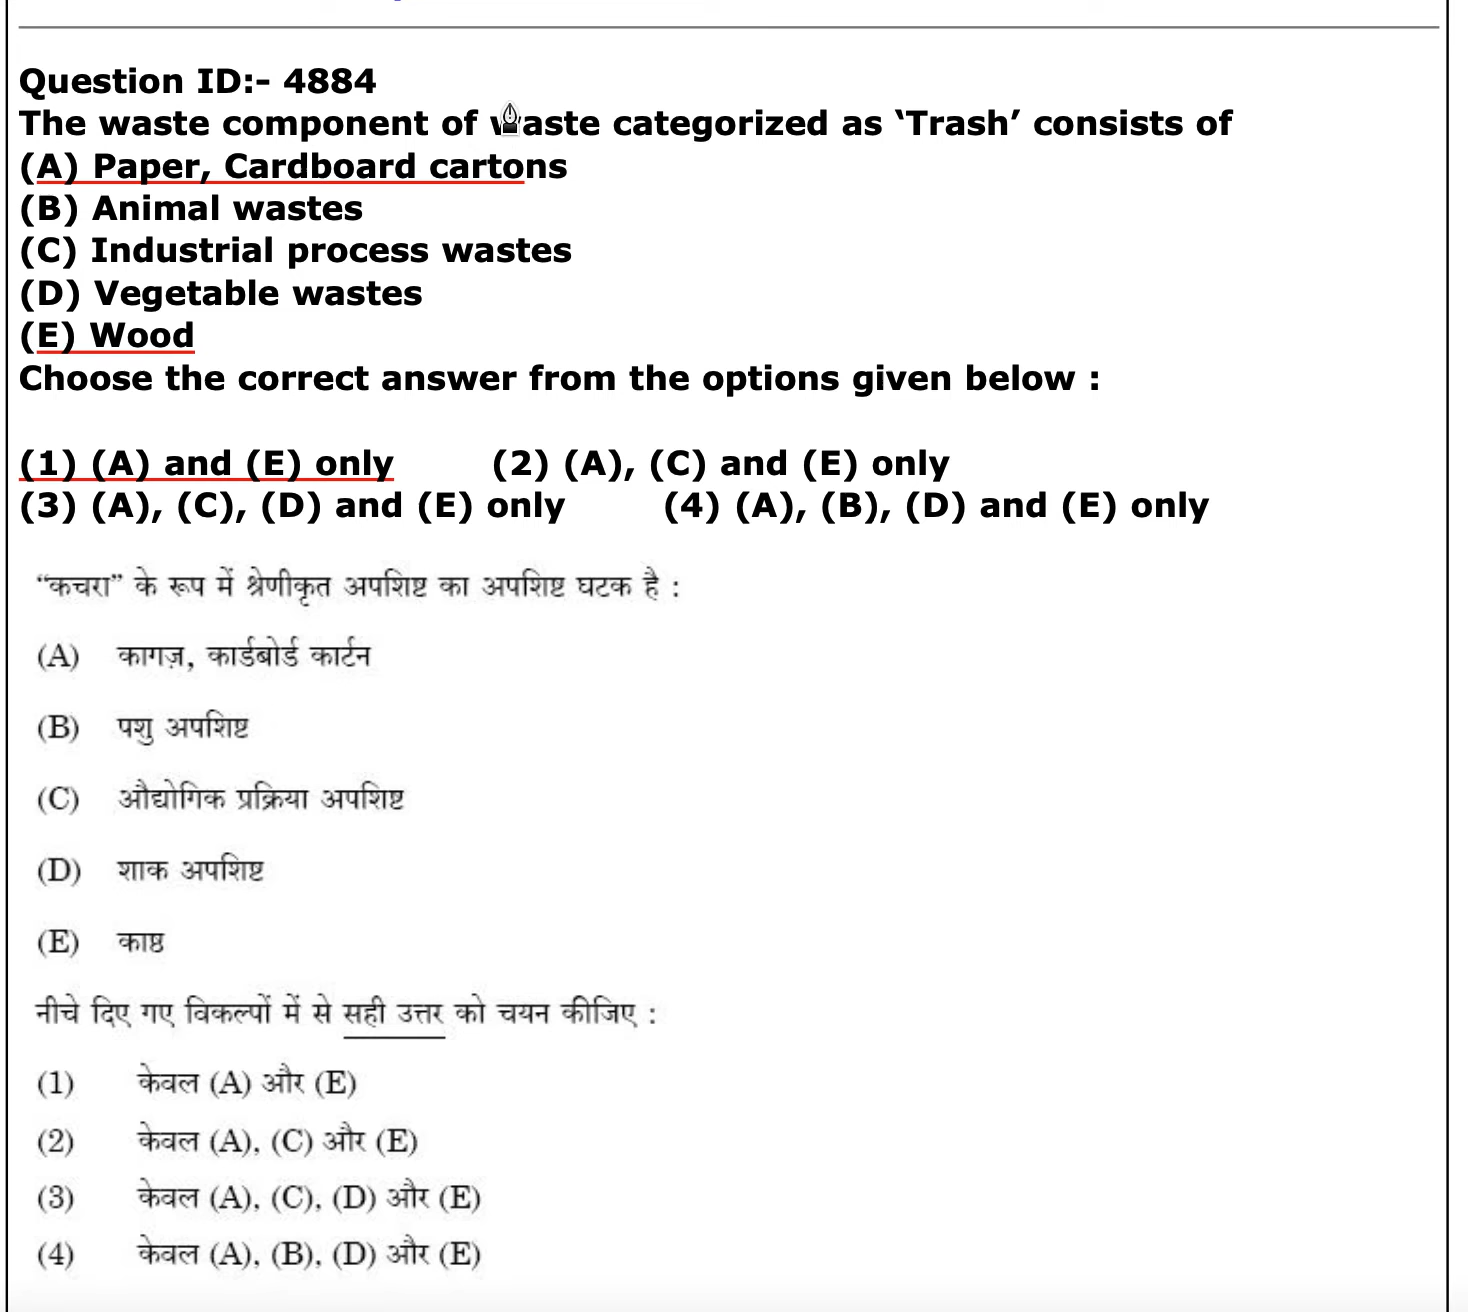 Question ID:- 4884
The waste component of waste categorized as ‘Trash’ consists of
(A) Paper, Cardboard cartons
(B) Animal wastes
(C) Industrial process wastes
(D) Vegetable wastes
(E) Wood
Choose the correct answer from the options given below :
(1) (A) and (E) only (2) (A), (C) and (E) only
(3) (A), (C), (D) and (E) only (4) (A), (B), (D) and (E) only
“कचरा” के रूप में श्रेणीकृत अपशिष्ट का अपशिष्ट घटक है :
(A) कागज़, कार्डबोर्ड कार्टन
(B) पशु अपशिष्ट
(C) औद्योगिक प्रक्रिया अपशिष्ट
(D) शाक अपशिष्ट
(E) काष्ठ
नीचे दिए गए विकल्पों में से सही उत्तर को चयन कीजिए :
(1) केवल (A) और (E)
(2) केवल (A), (C) और (E)
(3) केवल (A), (C), (D) और (E)
(4) केवल (A), (B), (D) और (E)